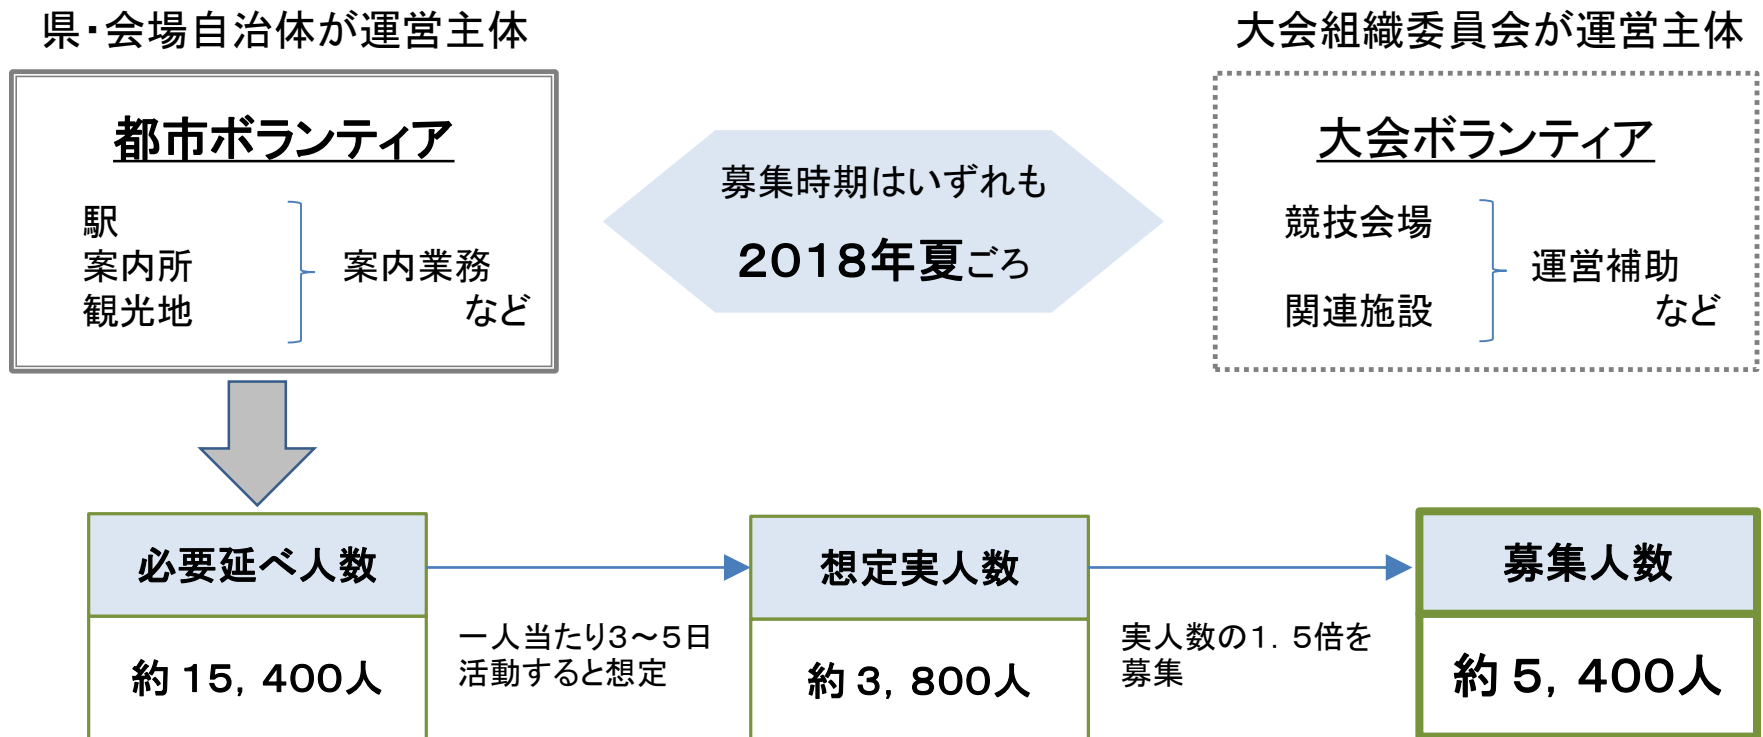 県・会場自治体が運営主体
大会組織委員会が運営主体
都市ボランティア
駅
案内所
観光地
案内業務
など
募集時期はいずれも
2018年夏ごろ
大会ボランティア
競技会場
関連施設
運営補助
など
必要延べ人数
約15,400人
一人当たり3～5日
活動すると想定
想定実人数
約3,800人
実人数の1.5倍を
募集
募集人数
約5,400人